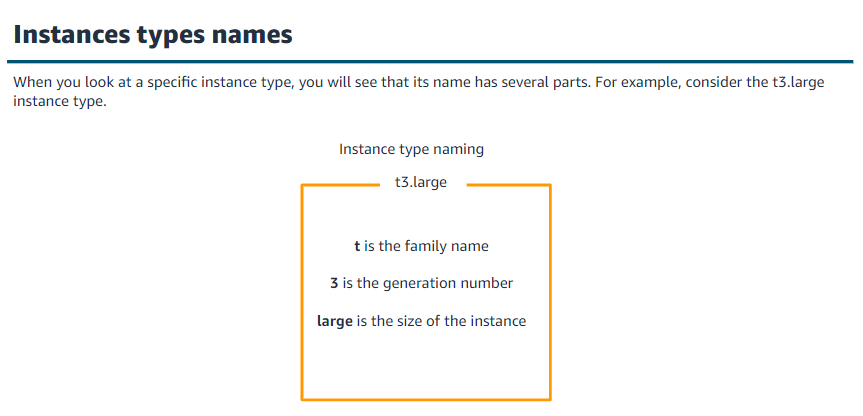 Instances types names
When you look at a specific instance type, you will see that its name has several parts. For example, consider the t3.large
instance type.
Instance type naming
t3.large
t is the family name
3 is the generation number
large is the size of the instance